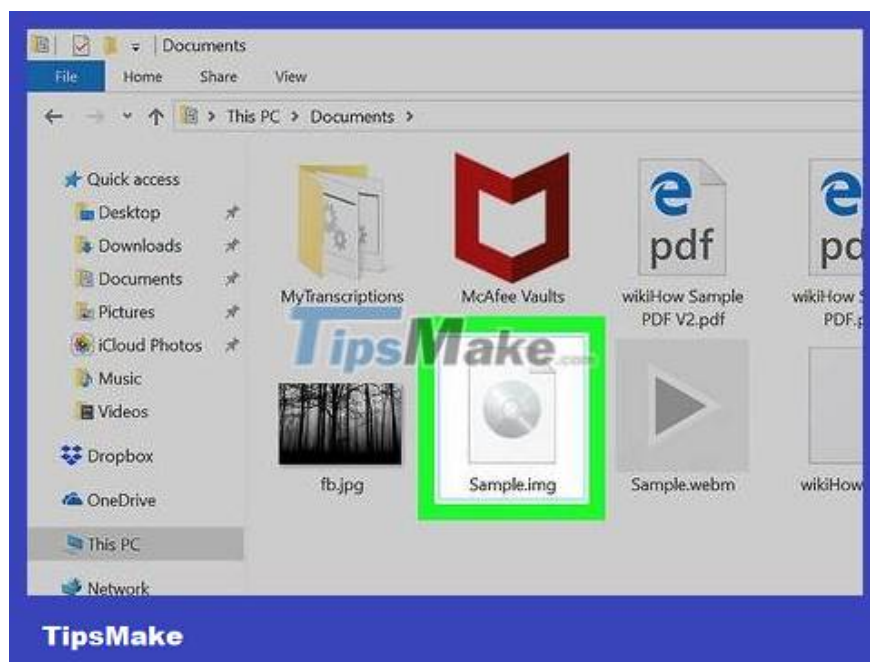 Documents
File Home Share View
This PC > Documents >
Quick access
Desktop
Downloads
Documents
Pictures
iCloud Photos
Music
Videos
Dropbox
OneDrive
This PC
Network
pdf
MyTranscriptions
McAfee Vaults
wikiHow Sample
PDF V2.pdf
TipsMake.com
fb.jpg
Sample.img
Sample.webm
wikiHow
TipsMake